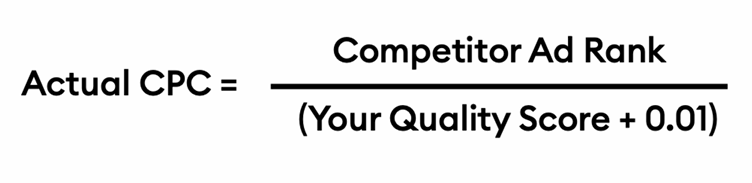 Competitor Ad Rank
Actual CPC =
(Your Quality Score + 0.01)